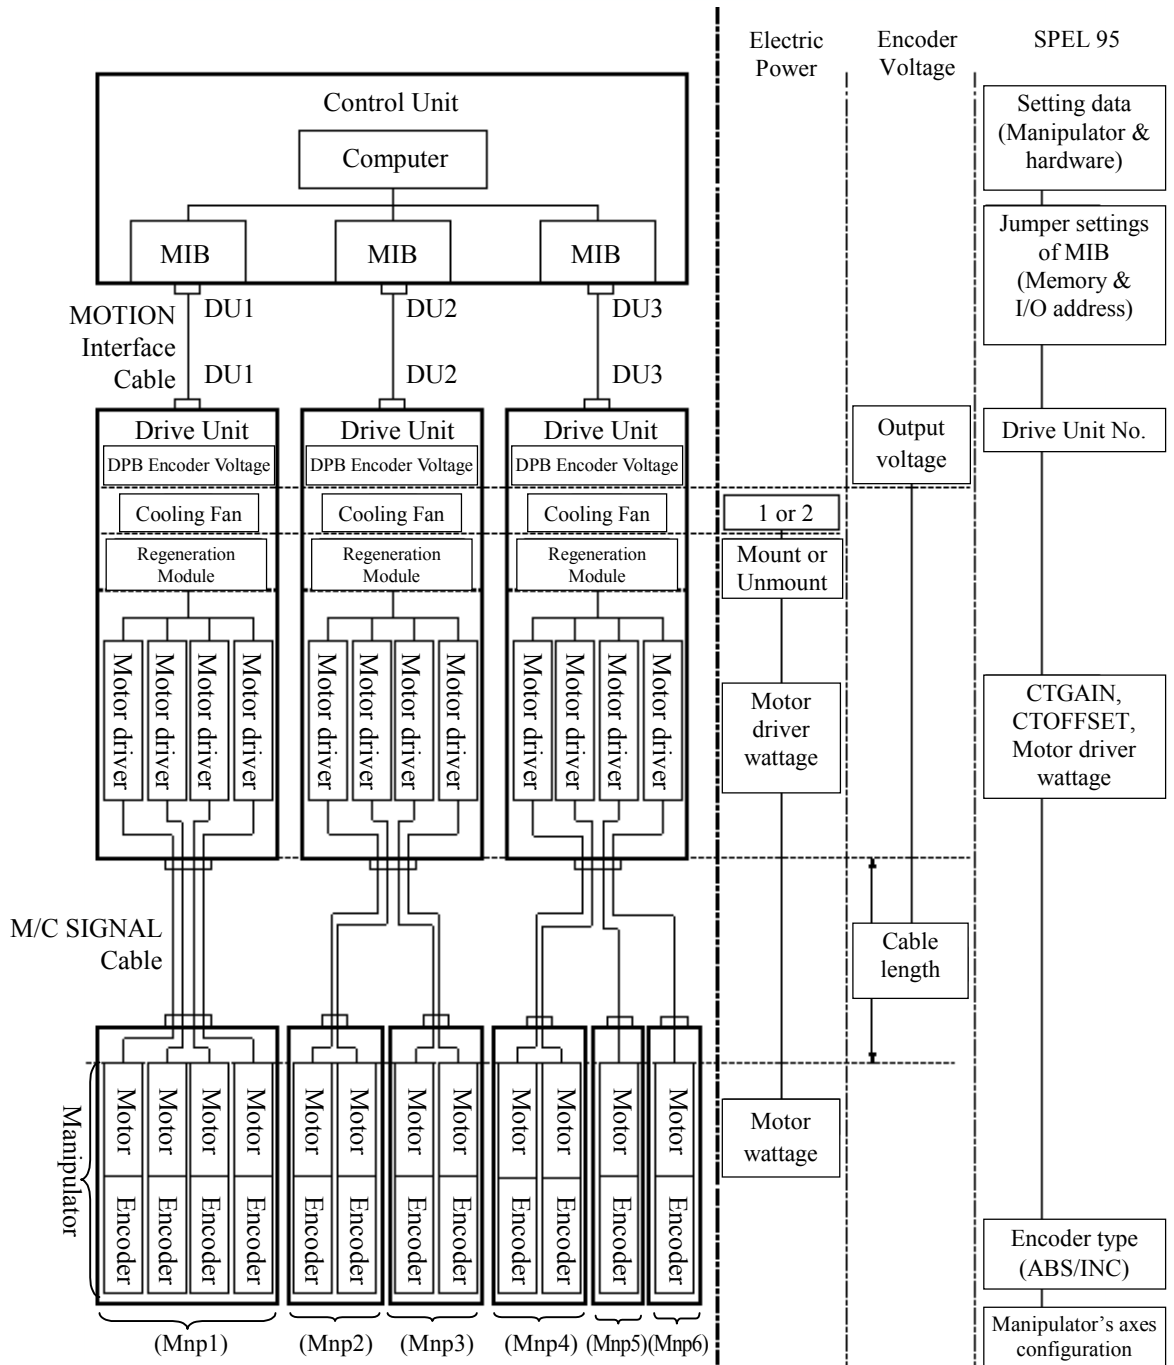 Electric
Power
Encoder
Voltage
SPEL 95
Control Unit
Computer
MIB
MIB
MIB
Setting data
(Manipulator &
hardware)
Jumper settings
of MIB
(Memory &
I/O address)
MOTION
Interface
Cable
DU1
DU2
DU3
DU1
DU2
DU3
Drive Unit
Drive Unit
Drive Unit
DPB Encoder Voltage
DPB Encoder Voltage
DPB Encoder Voltage
Output
voltage
Drive Unit No.
Cooling Fan
Cooling Fan
Cooling Fan
1 or 2
Regeneration
Module
Regeneration
Module
Regeneration
Module
Mount or
Unmount
Motor driver
Motor driver
Motor driver
Motor driver
Motor driver
Motor driver
Motor driver
Motor driver
Motor driver
Motor driver
Motor driver
Motor driver
Motor
driver
wattage
CTGAIN,
CTOFFSET,
Motor driver
wattage
M/C SIGNAL
Cable
Cable
length
Manipulator
Motor
Motor
Motor
Motor
Motor
Motor
Motor
Motor
Motor
Motor
Motor
Motor
Motor
wattage
Encoder
Encoder
Encoder
Encoder
Encoder
Encoder
Encoder
Encoder
Encoder
Encoder
Encoder
Encoder
Encoder type
(ABS/INC)
(Mnp1)
(Mnp2)
(Mnp3)
(Mnp4)
(Mnp5)
(Mnp6)
Manipulator's axes
configuration